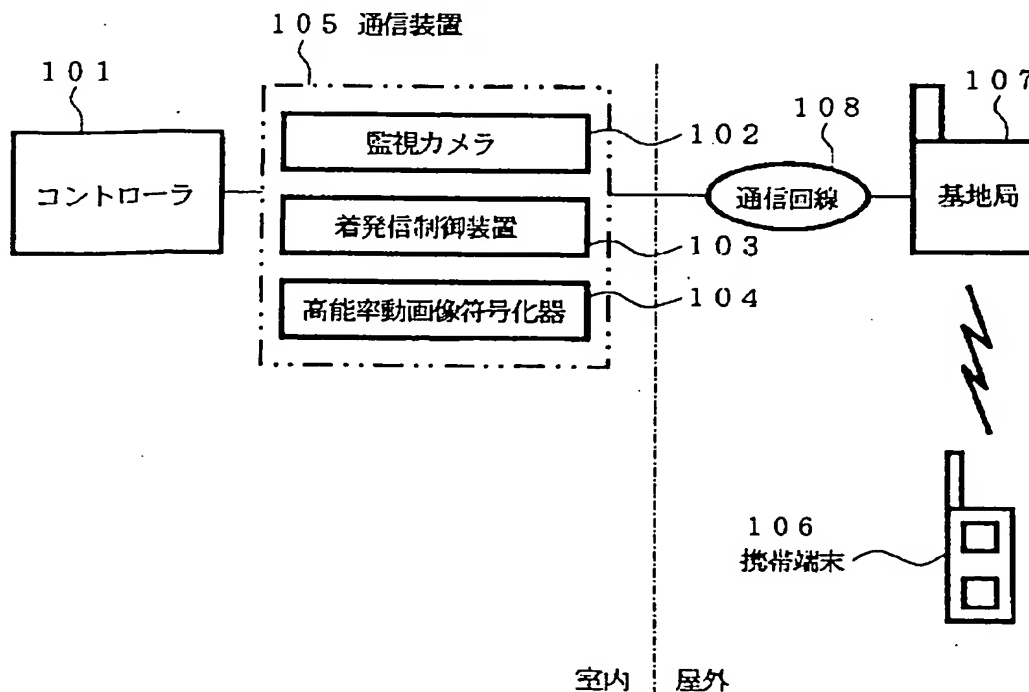 105 通信装置
101
コントローラ
監視カメラ
102
着発信制御装置
103
高能率動画像符号化器
104
108
通信回線
107
基地局
106
携帯端末
室内
屋外